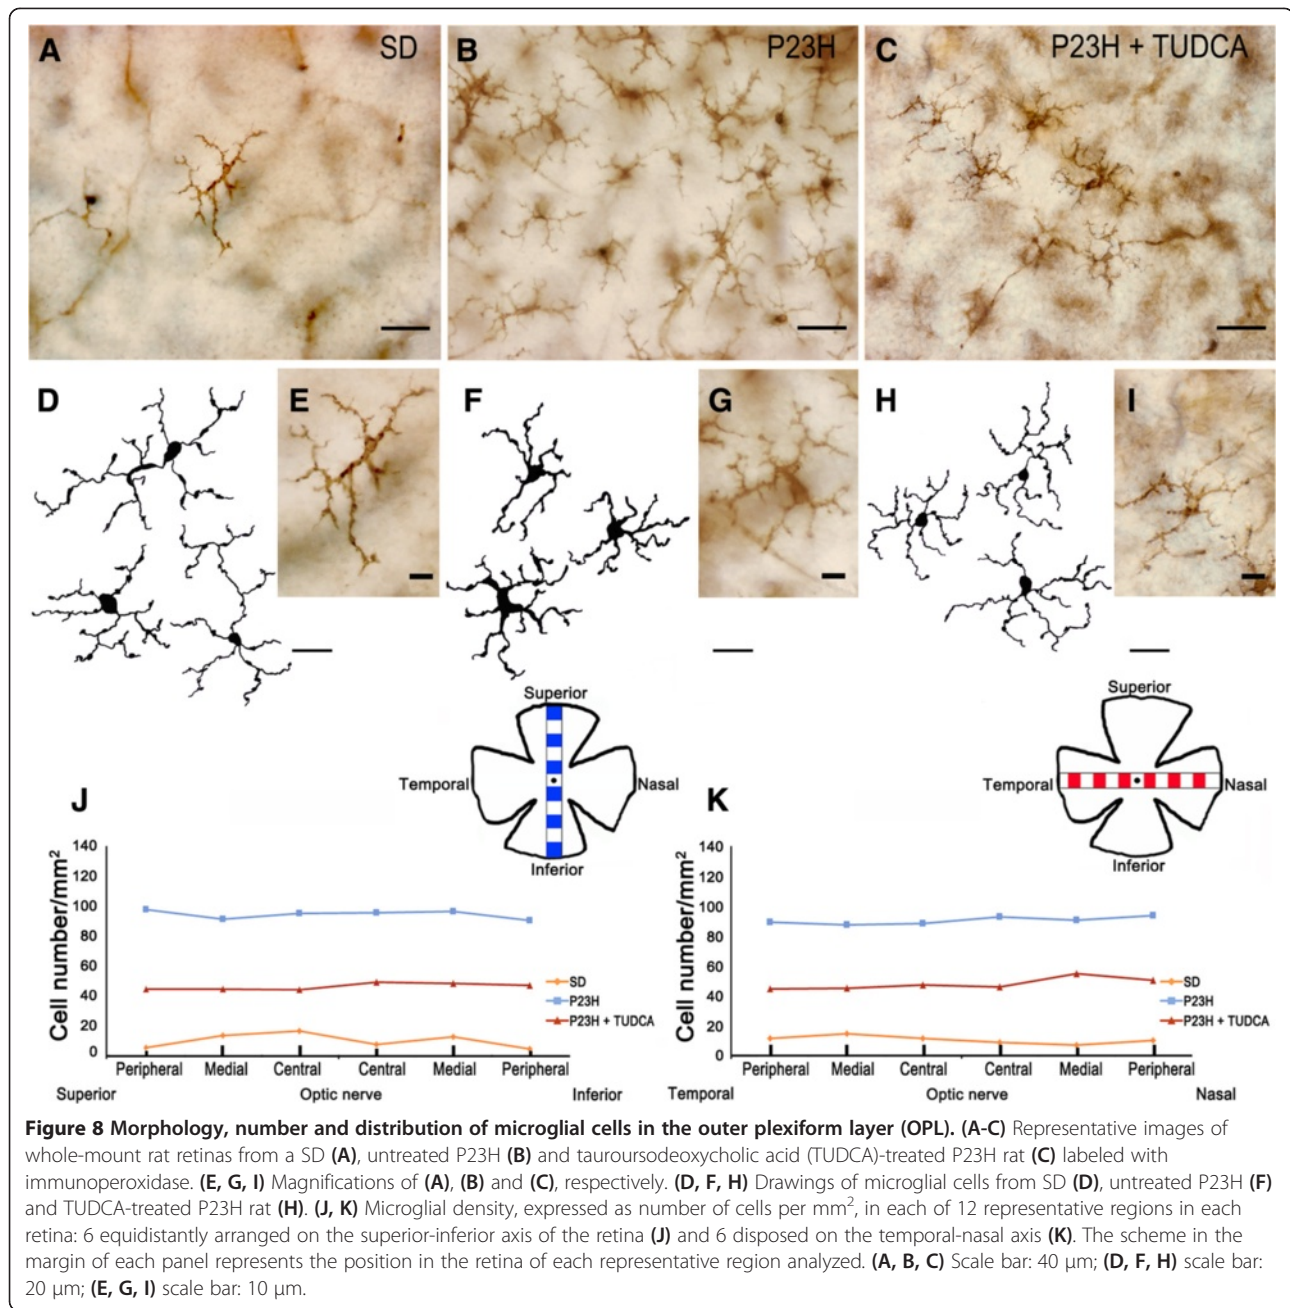 A
SD
B
P23H
C
P23H + TUDCA
D
E
F
G
H
I
Superior
Temporal
Nasal
Inferior
Superior
Temporal
Nasal
Inferior
J
Cell number/mm²
140
120
100
80
60
40
20
0
SD
P23H
P23H + TUDCA
Peripheral Medial Central Central Medial Peripheral
Superior Optic nerve Inferior
K
Cell number/mm²
140
120
100
80
60
40
20
0
SD
P23H
P23H + TUDCA
Peripheral Medial Central Central Medial Peripheral
Temporal Optic nerve Nasal
Figure 8 Morphology, number and distribution of microglial cells in the outer plexiform layer (OPL). (A-C) Representative images of
whole-mount rat retinas from a SD (A), untreated P23H (B) and tauroursodeoxycholic acid (TUDCA)-treated P23H rat (C) labeled with
immunoperoxidase. (E, G, I) Magnifications of (A), (B) and (C), respectively. (D, F, H) Drawings of microglial cells from SD (D), untreated P23H (F)
and TUDCA-treated P23H rat (H). (J, K) Microglial density, expressed as number of cells per mm², in each of 12 representative regions in each
retina: 6 equidistantly arranged on the superior-inferior axis of the retina (J) and 6 disposed on the temporal-nasal axis (K). The scheme in the
margin of each panel represents the position in the retina of each representative region analyzed. (A, B, C) Scale bar: 40 μm; (D, F, H) scale bar:
20 μm; (E, G, I) scale bar: 10 μm.